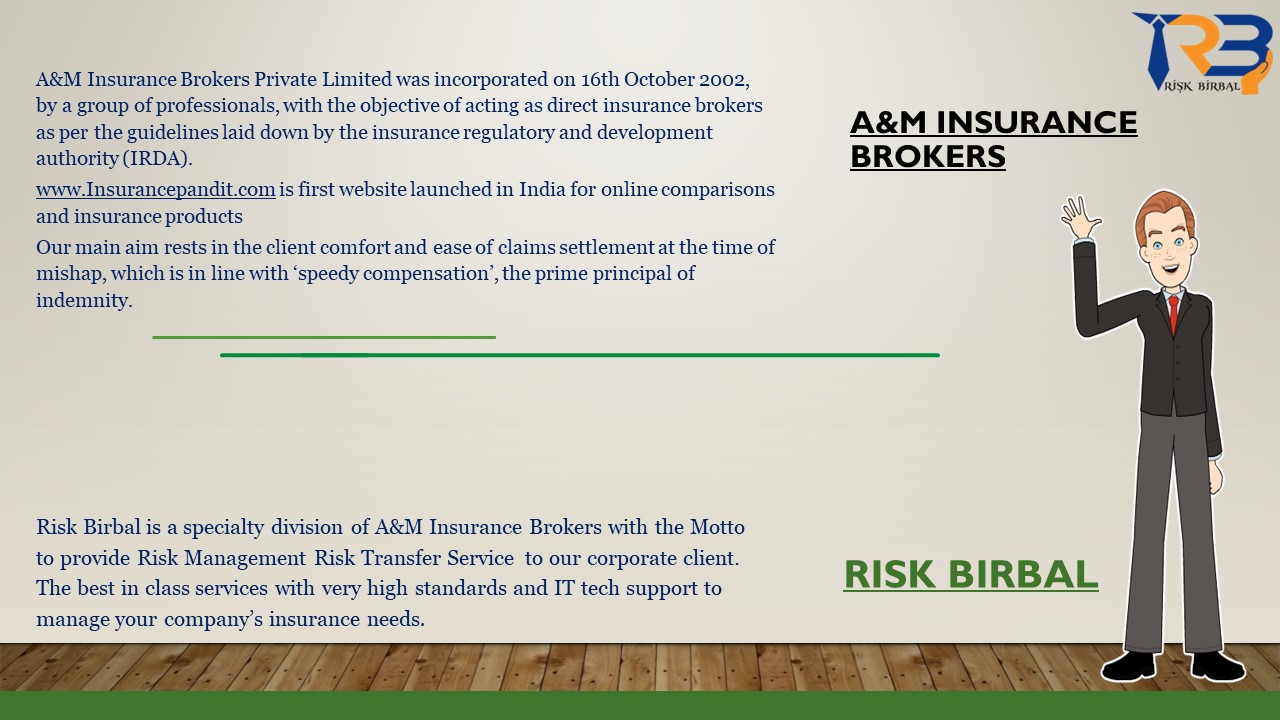 RISK BIRBAL
A&M Insurance Brokers Private Limited was incorporated on 16th October 2002,
by a group of professionals, with the objective of acting as direct insurance brokers
as per the guidelines laid down by the insurance regulatory and development
authority (IRDA).
www.Insurancepandit.com is first website launched in India for online comparisons
and insurance products
Our main aim rests in the client comfort and ease of claims settlement at the time of
mishap, which is in line with ‘speedy compensation’, the prime principal of
indemnity.
A&M INSURANCE
BROKERS
Risk Birbal is a specialty division of A&M Insurance Brokers with the Motto
to provide Risk Management Risk Transfer Service to our corporate client.
The best in class services with very high standards and IT tech support to
manage your company’s insurance needs.
RISK BIRBAL